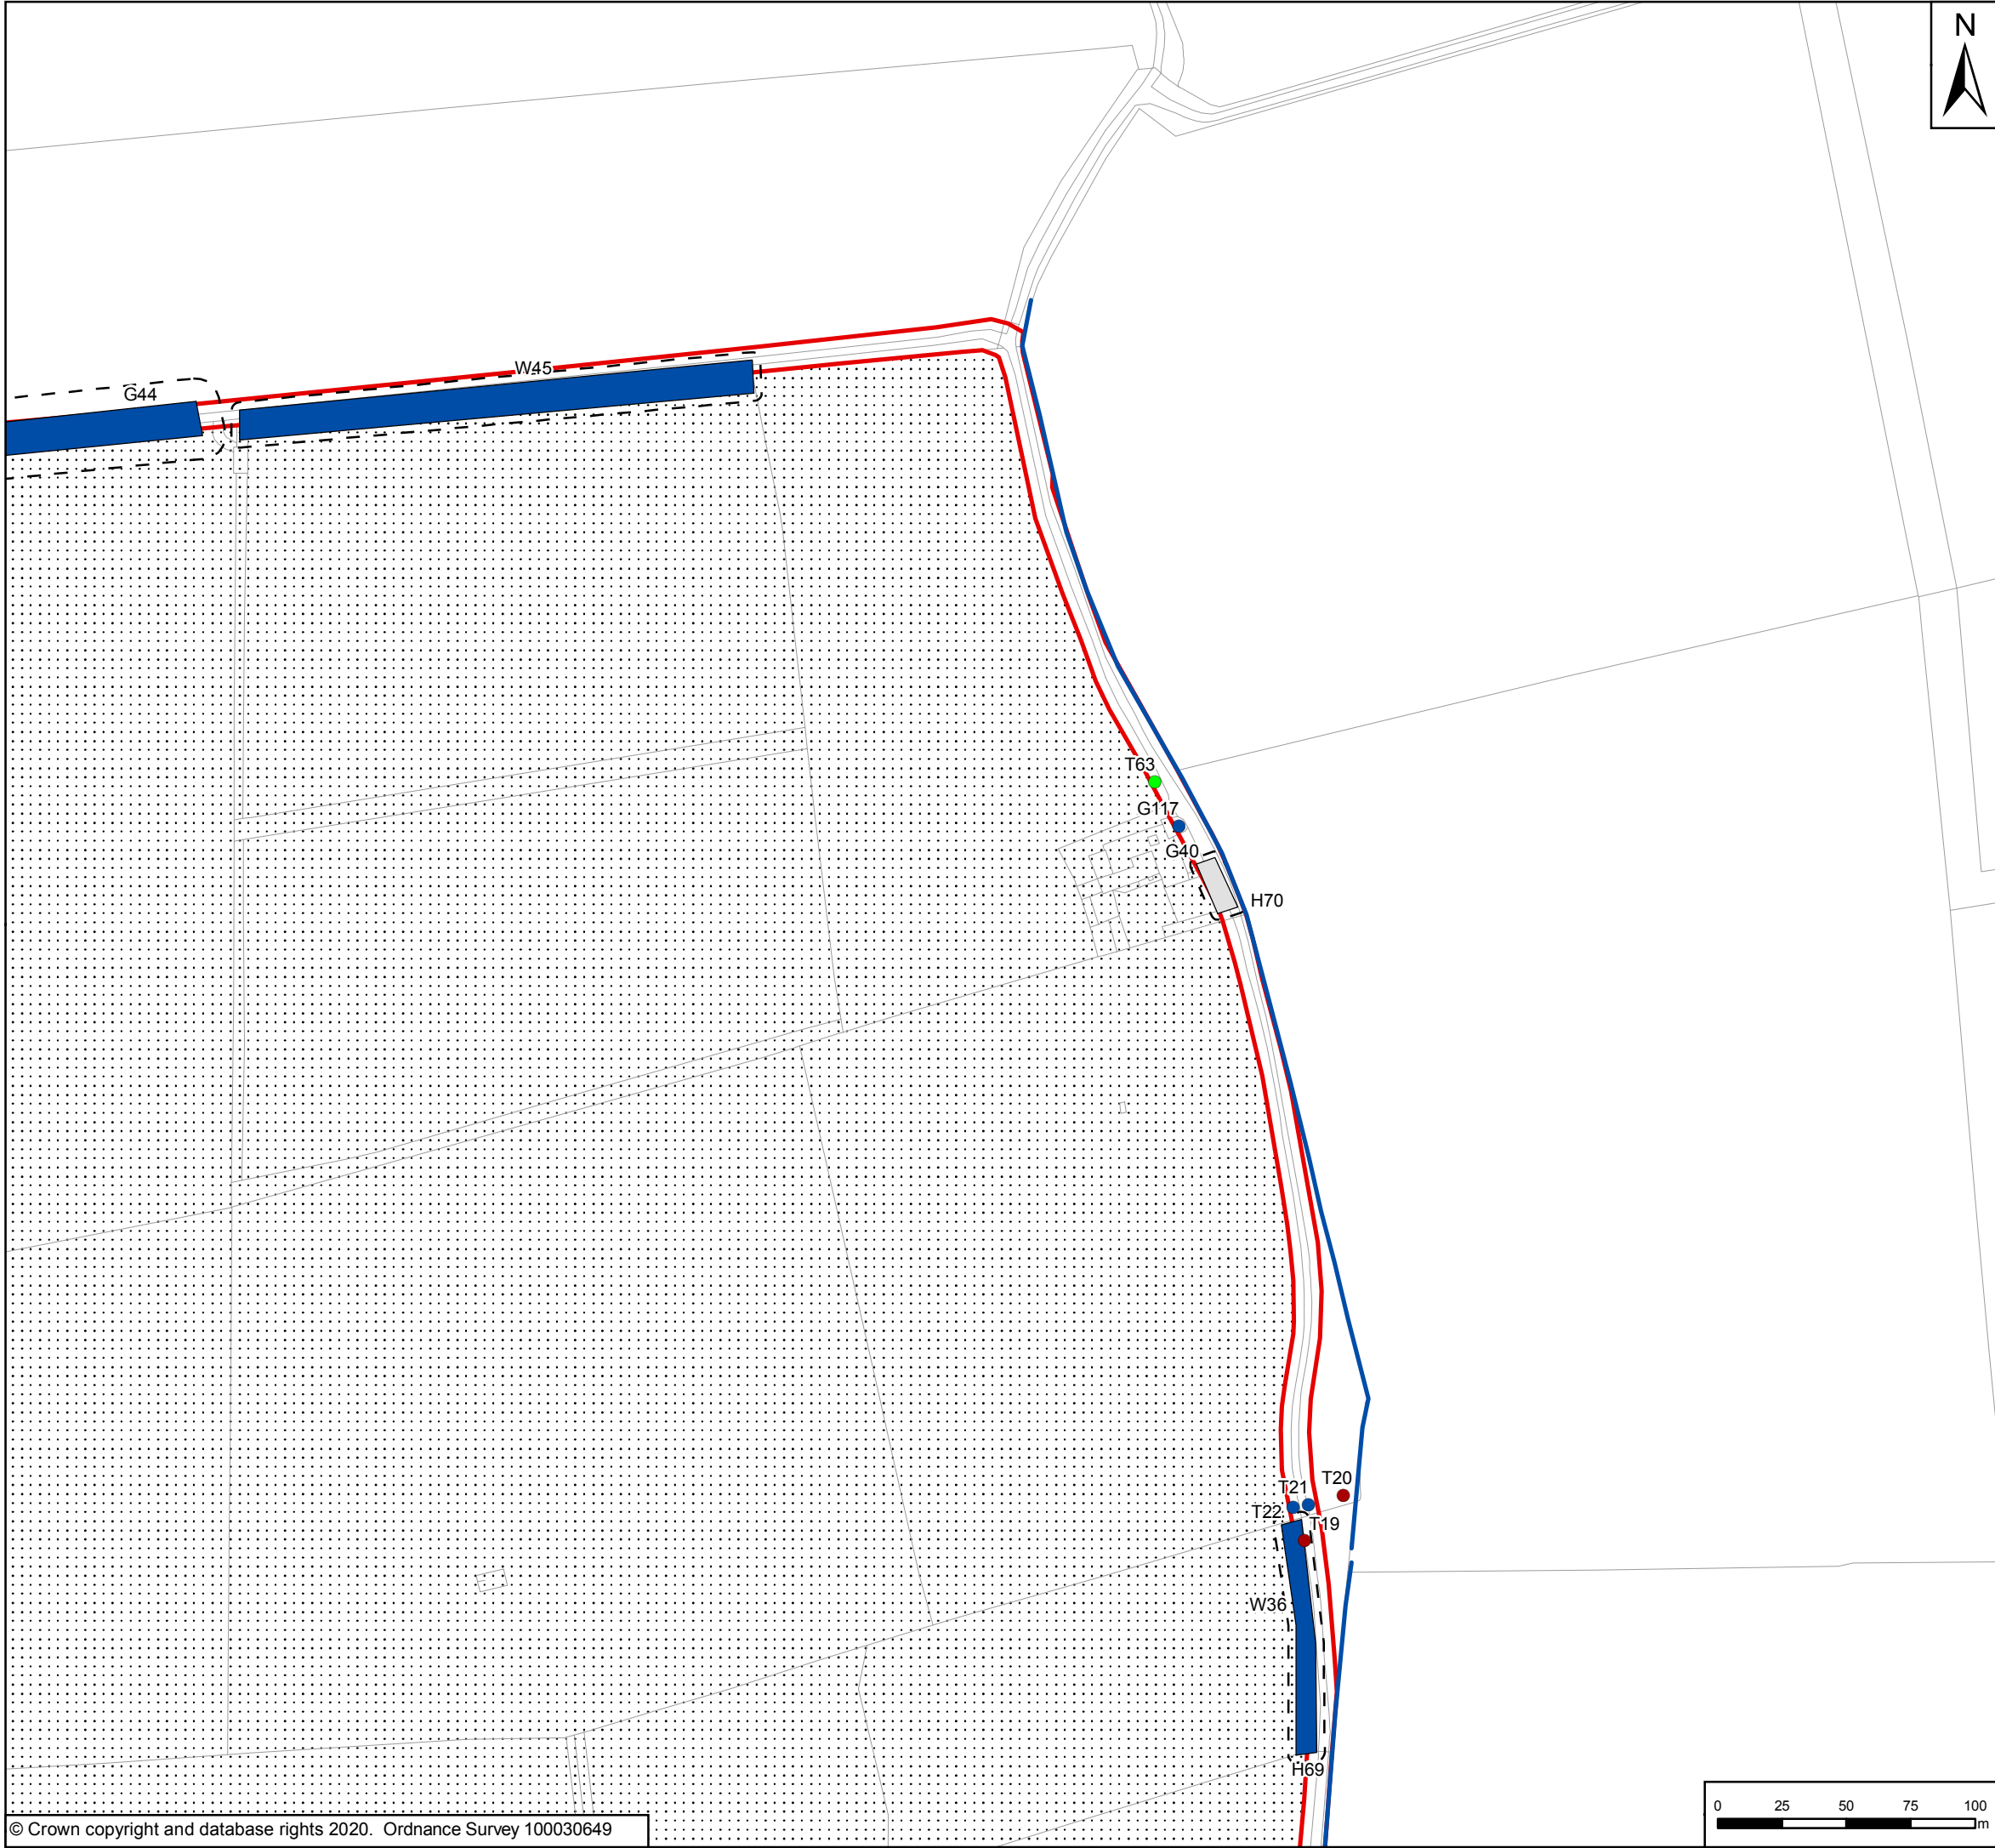 N
W45
G44
T63
G117
G40
H70
T20
T21
T22
T19
W36
H69
0 25 50 75 100
m
© Crown copyright and database rights 2020. Ordnance Survey 100030649